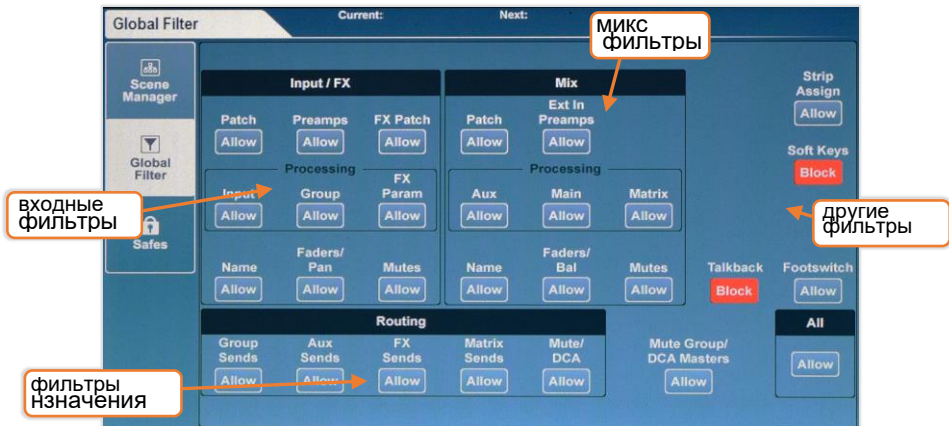 Global Filter
Current:
Next:
микс
фильтры
Scene
Manager
Global
Filter
Safes
входные
фильтры
Input / FX
Patch
Preamps
FX Patch
Allow
Allow
Allow
Processing
Input
Group
FX
Param
Allow
Allow
Allow
Name
Faders/
Pan
Mutes
Allow
Allow
Allow
Mix
Patch
Ext In
Preamps
Allow
Allow
Processing
Aux
Main
Matrix
Allow
Allow
Allow
Name
Faders/
Bal
Mutes
Allow
Allow
Allow
Strip
Assign
Allow
Soft Keys
Block
другие
фильтры
Talkback
Block
Footswitch
Allow
Routing
Group
Sends
Aux
Sends
FX
Sends
Matrix
Sends
Mute/
DCA
Allow
Allow
Allow
Allow
Allow
фильтры
нзначения
Mute Group/
DCA Masters
Allow
All
Allow